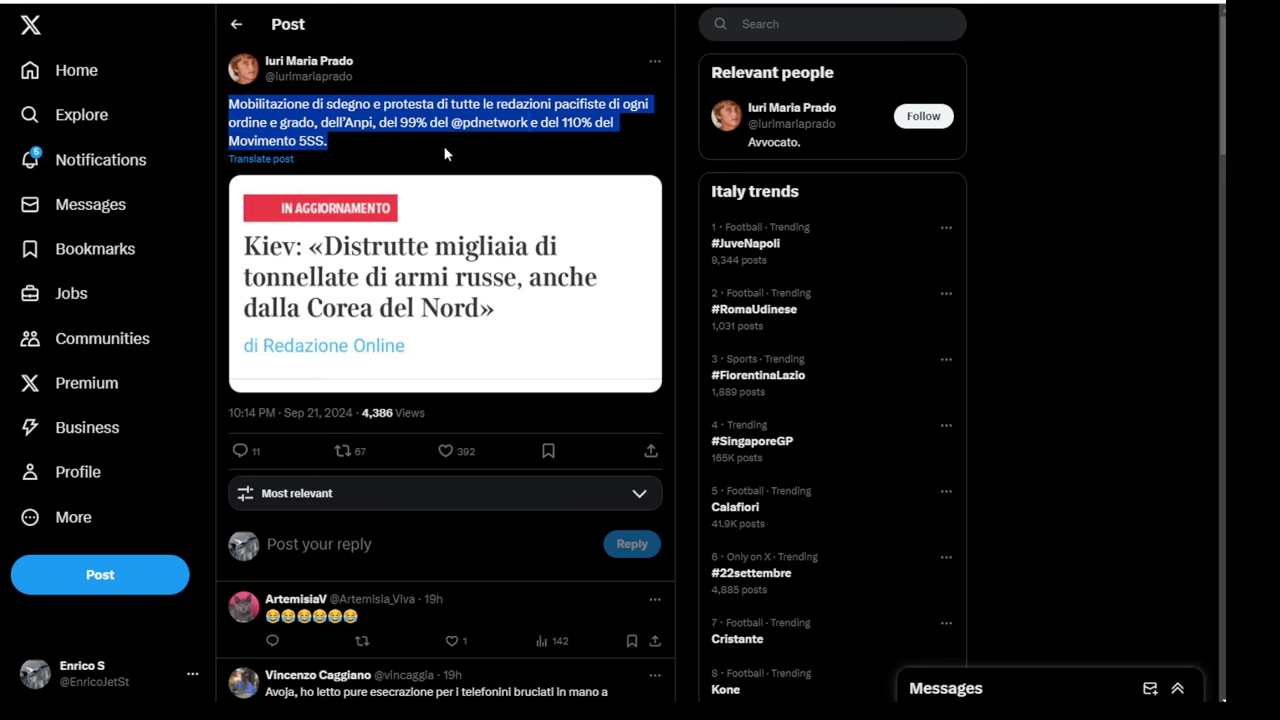 Home
Explore
5
Notifications
Messages
Bookmarks
Jobs
Communities
Premium
Business
Profile
More
Post
Enrico S
@EnricoJetSt
Post
Iuri Maria Prado
@iurimariaprado
Mobilitazione di sdegno e protesta di tutte le redazioni pacifiste di ogni
ordine e grado, dell’Anpi, del 99% del @pdnetwork e del 110% del
Movimento 5SS.
Translate post
IN AGGIORNAMENTO
Kiev: «Distrutte migliaia di
tonnellate di armi russe, anche
dalla Corea del Nord»
di Redazione Online
10:14 PM · Sep 21, 2024 · 4,386 Views
11 67 392
Most relevant
Post your reply
Reply
ArtemisiaV @Artemisia_Viva · 19h
😂😂😂😂😂😂
1 142
Vincenzo Caggiano @vincaggia · 19h
Avoja, ho letto pure esecrazione per i telefonini bruciati in mano a
Search
Relevant people
Iuri Maria Prado
@iurimariaprado
Follow
Avvocato.
Italy trends
1 · Football · Trending
#JuveNapoli
9,344 posts
2 · Football · Trending
#RomaUdinese
1,031 posts
3 · Sports · Trending
#FiorentinaLazio
1,889 posts
4 · Trending
#SingaporeGP
165K posts
5 · Football · Trending
Calafiori
41.9K posts
6 · Only on X · Trending
#22settembre
4,885 posts
7 · Football · Trending
Cristante
8 · Football · Trending
Kone
Messages